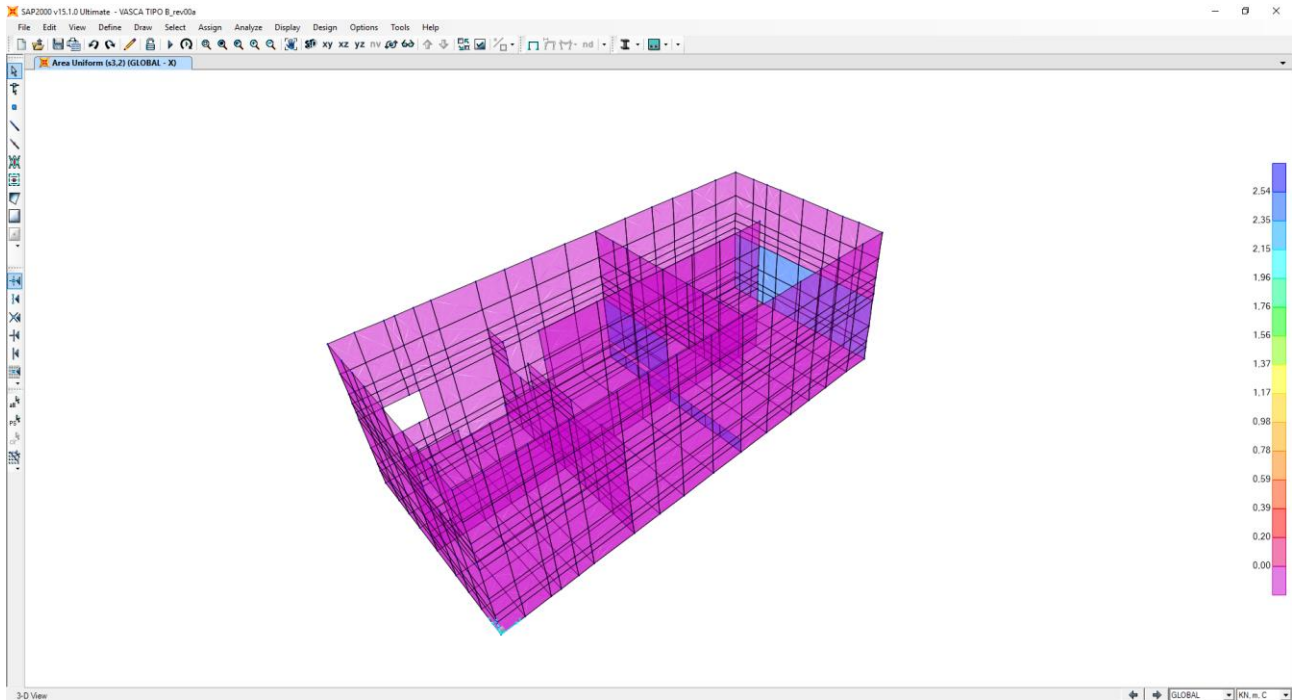 SAP2000 v15.1.0 Ultimate - VASCA TIPO B_rev00a
File Edit View Define Draw Select Assign Analyze Display Design Options Tools Help
xy xz yz nv nd
Area Uniform (s3,2) (GLOBAL - X)
2,54
2,35
2,15
1,96
1,76
1,56
1,37
1,17
0,98
0,78
0,59
0,39
0,20
0,00
3-D View
GLOBAL
KN, m, C